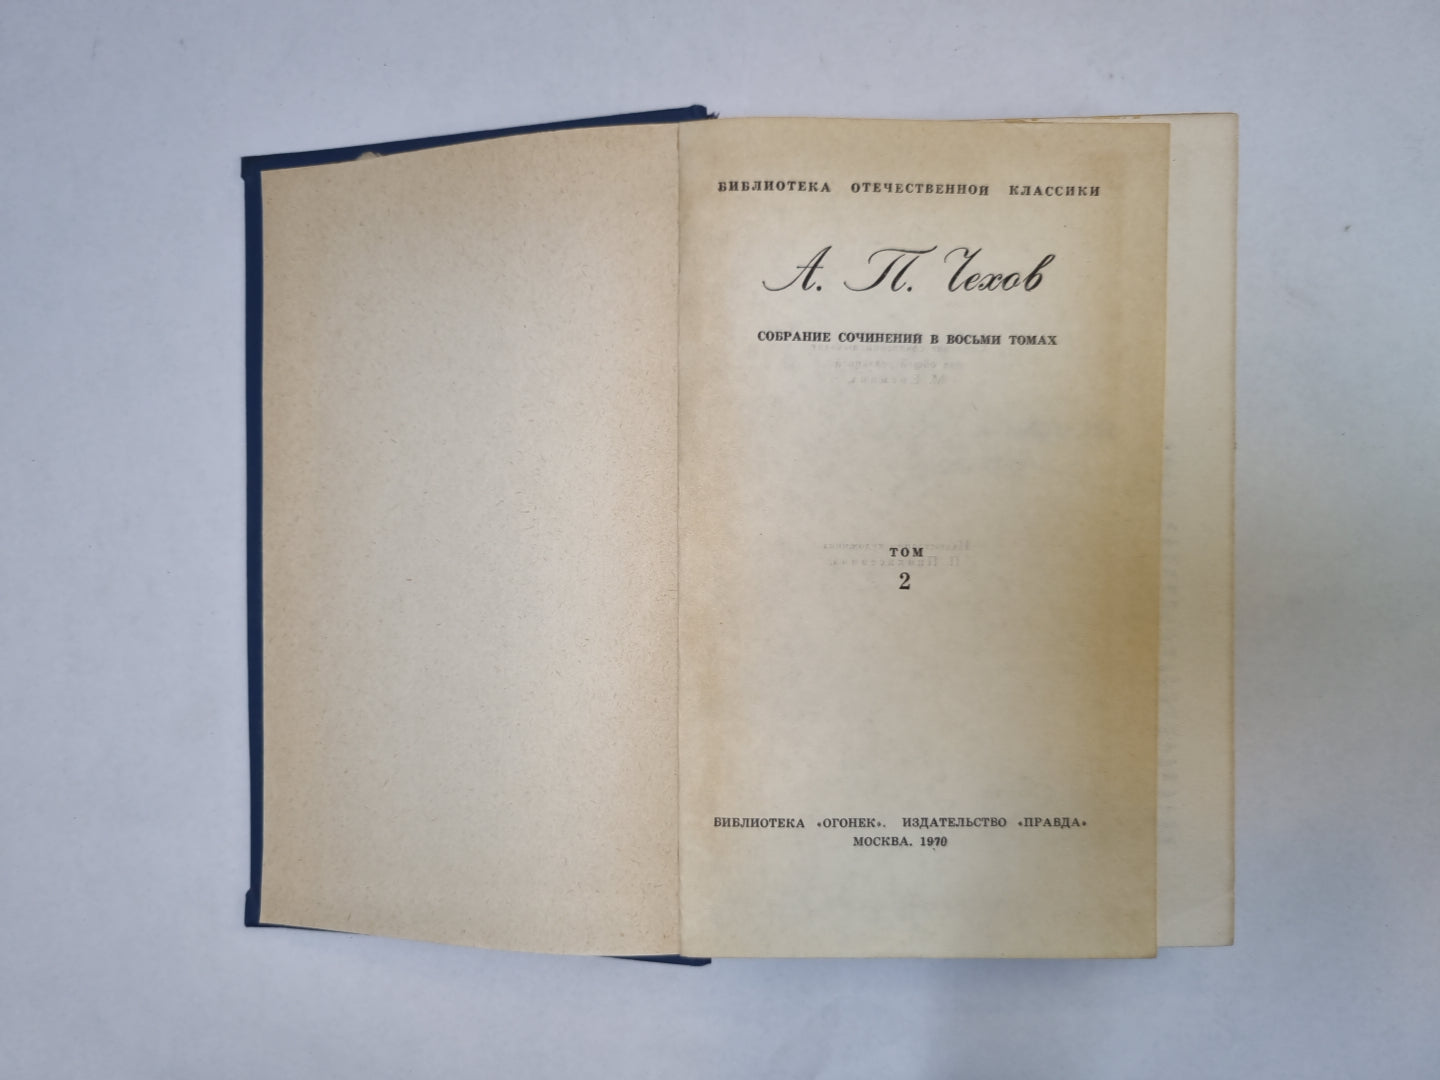 БИБЛИОТЕКА ОТЕЧЕСТВЕННОЙ КЛАССИКИ
А. П. Чехов
СОБРАНИЕ СОЧИНЕНИЙ В ВОСЬМИ ТОМАХ
ТОМ
2
БИБЛИОТЕКА «ОГОНЕК». ИЗДАТЕЛЬСТВО «ПРАВДА»
МОСКВА. 1970